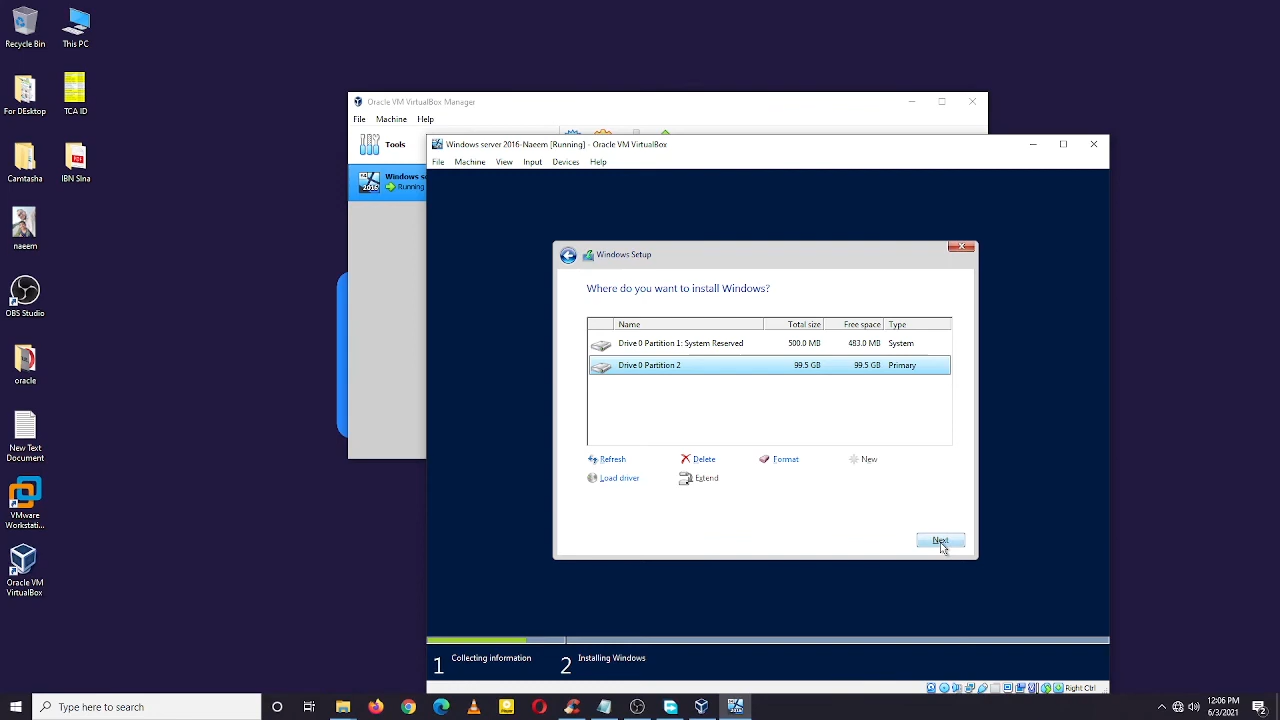 Recycle Bin
This PC
For DEsktop
TCA ID
Camtasha
IBN SIna
naeem
OBS Studio
oracle
New Text
Document
VMware
Workstati...
Oracle VM
VirtualBox
Oracle VM VirtualBox Manager
File Machine Help
Tools
Windows se
Running
2016
Windows server 2016-Naeem [Running] - Oracle VM VirtualBox
File Machine View Input Devices Help
Windows Setup
Where do you want to install Windows?
Name Total size Free space Type
Drive 0 Partition 1: System Reserved 500.0 MB 483.0 MB System
Drive 0 Partition 2 99.5 GB 99.5 GB Primary
Refresh Delete Format New
Load driver Extend
Next
1 Collecting information 2 Installing Windows
Right Ctrl
Type here to search
12:06 PM
6/3/2021